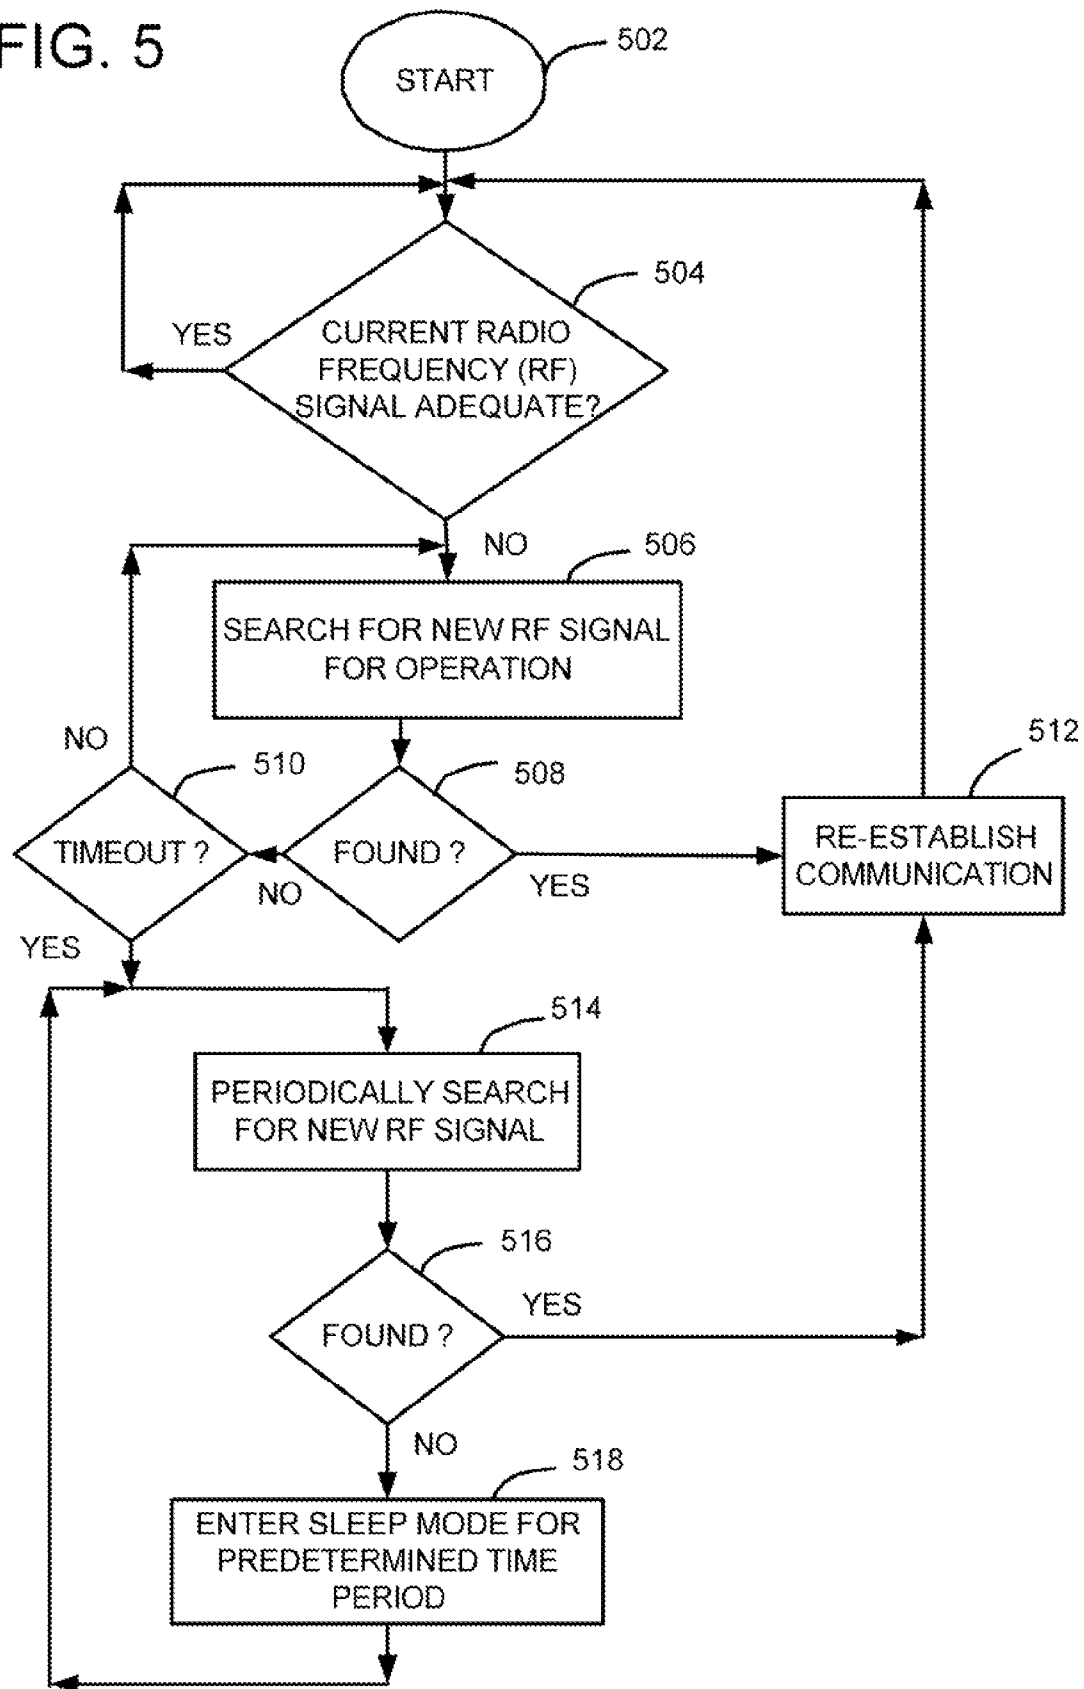 FIG. 5
502
START
504
YES
CURRENT RADIO
FREQUENCY (RF)
SIGNAL ADEQUATE?
NO
506
SEARCH FOR NEW RF SIGNAL
FOR OPERATION
NO
510
508
512
TIMEOUT ?
FOUND ?
RE-ESTABLISH
COMMUNICATION
NO
YES
YES
514
PERIODICALLY SEARCH
FOR NEW RF SIGNAL
516
YES
FOUND ?
NO
518
ENTER SLEEP MODE FOR
PREDETERMINED TIME
PERIOD